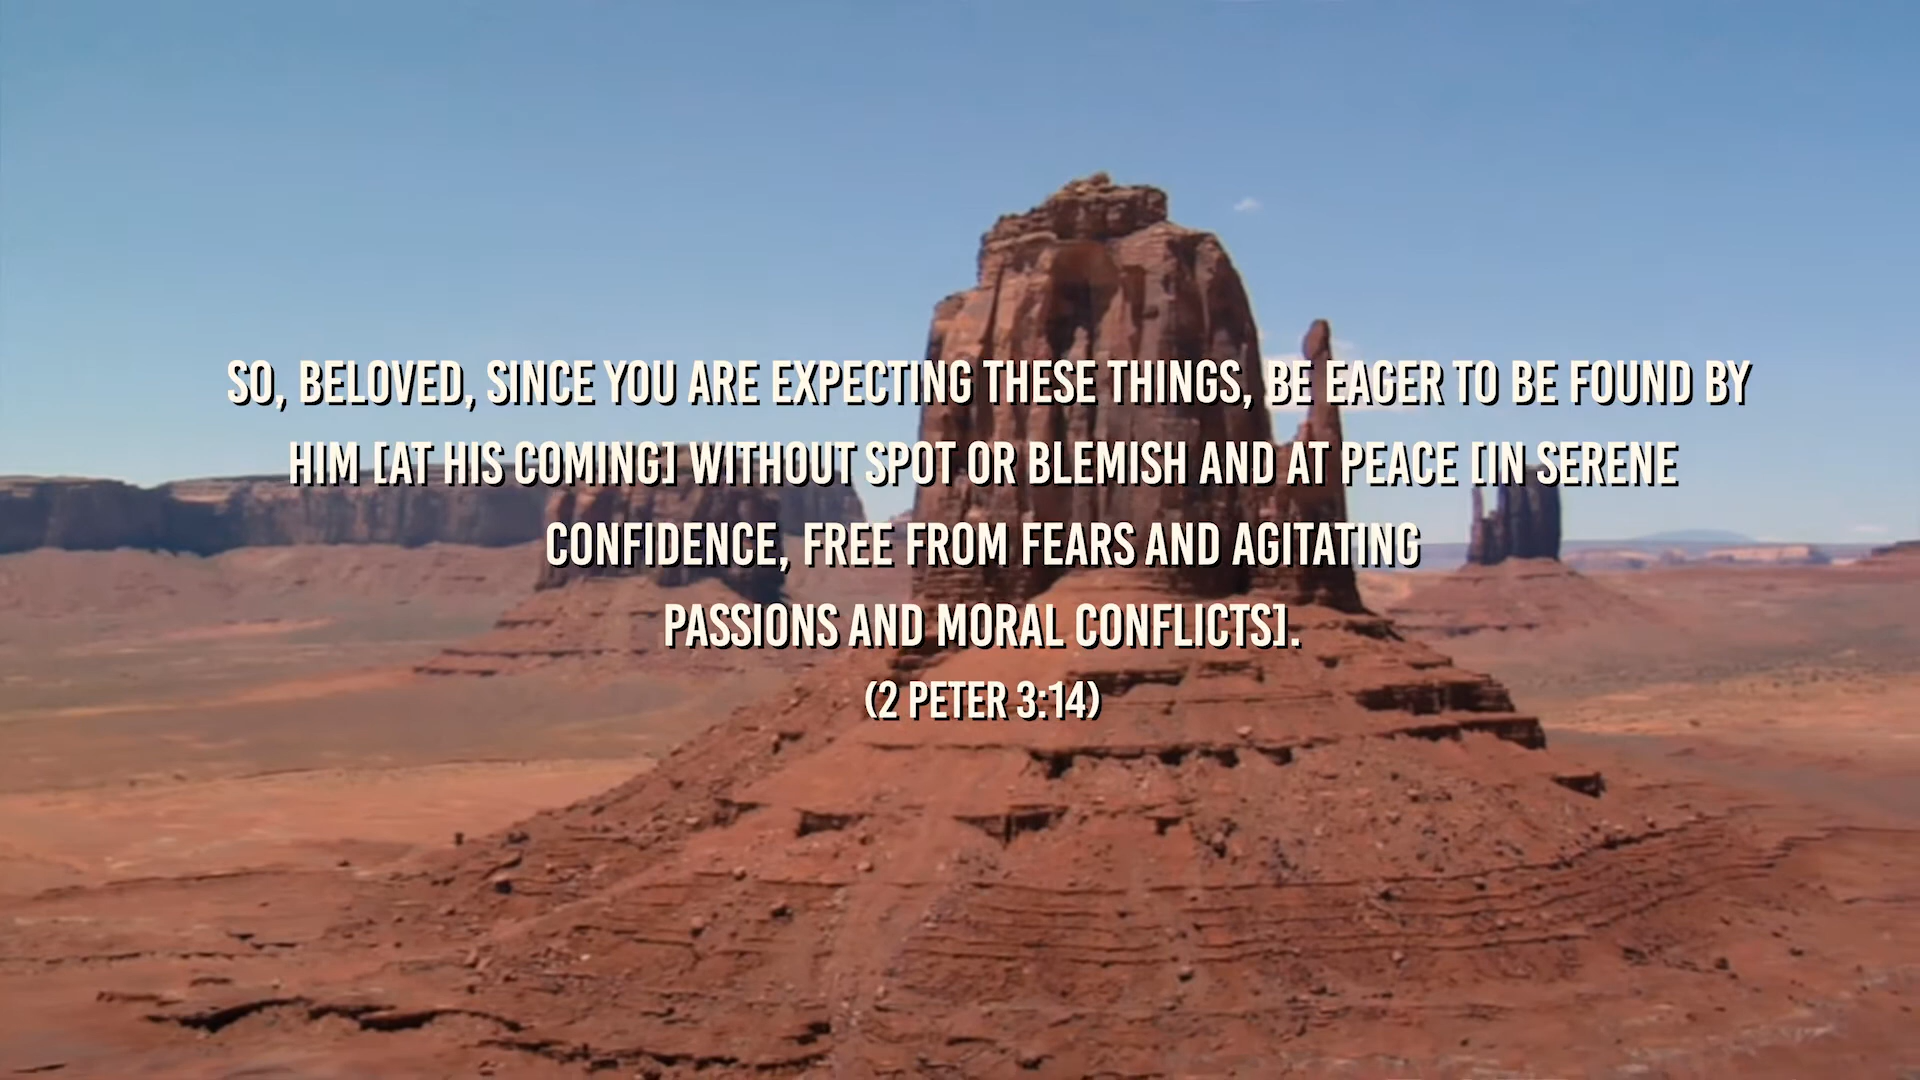 SO, BELOVED, SINCE YOU ARE EXPECTING THESE THINGS, BE EAGER TO BE FOUND BY
HIM [AT HIS COMING] WITHOUT SPOT OR BLEMISH AND AT PEACE [IN SERENE
CONFIDENCE, FREE FROM FEARS AND AGITATING
PASSIONS AND MORAL CONFLICTS].
(2 PETER 3:14)